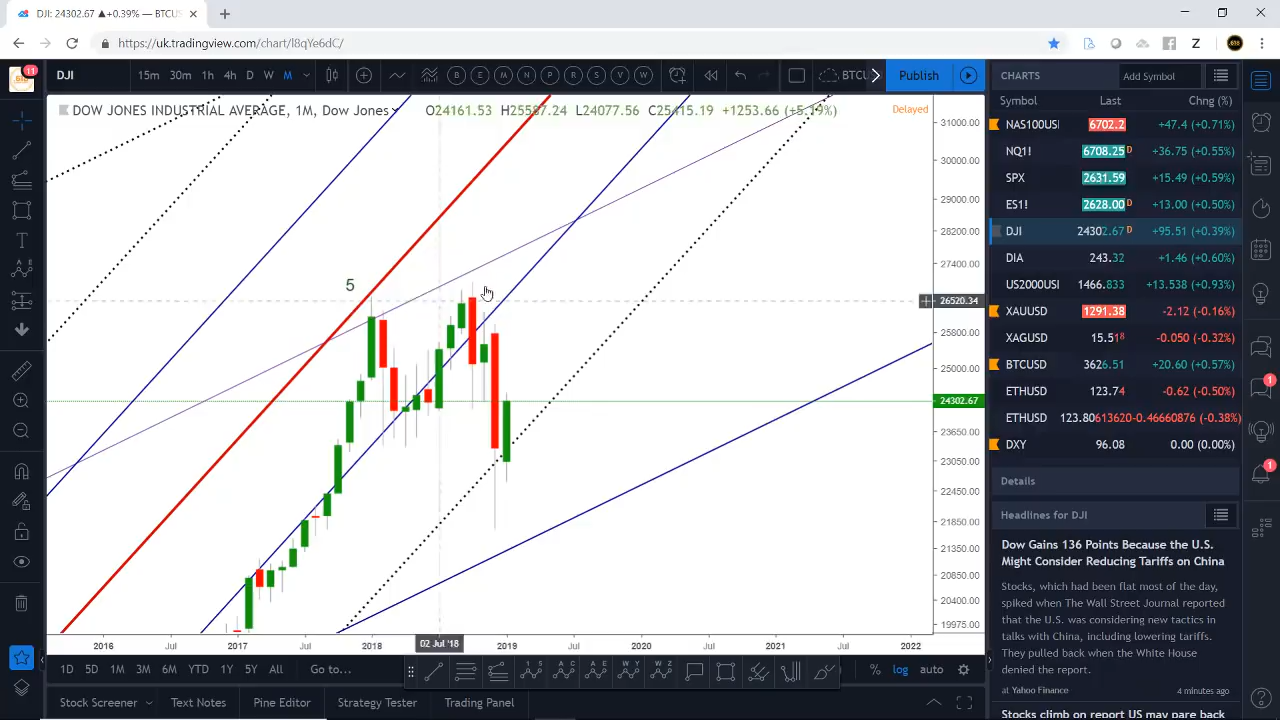 DJI: 24302.67 ▲+0.39% —
https://uk.tradingview.com/chart/I8qYe6dC/
11
DJI 15m 30m 1h 4h D W M BTCU Publish
CHARTS Add Symbol
Symbol Last Chng (%)
DOW JONES INDUSTRIAL AVERAGE, 1M, Dow Jones O24161.53 H25587.24 L24077.56 C25415.19 +1253.66 (+5.19%) Delayed
NAS100USI 6702.2 +47.4 (+0.71%)
NQ1! 6708.25 D +36.75 (+0.55%)
SPX 2631.59 +15.49 (+0.59%)
ES1! 2628.00 D +13.00 (+0.50%)
DJI 24302.67 D +95.51 (+0.39%)
DIA 243.32 +1.46 (+0.60%)
US2000USI 1466.833 +13.538 (+0.93%)
XAUUSD 1291.38 -2.12 (-0.16%)
XAGUSD 15.518 -0.050 (-0.32%)
BTCUSD 3626.51 +20.60 (+0.57%)
ETHUSD 123.74 -0.62 (-0.50%)
ETHUSD 123.80613620 -0.46660876 (-0.38%)
DXY 96.08 0.00 (0.00%)
31000.00
30000.00
29000.00
28200.00
27400.00
26520.34
25800.00
25000.00
24302.67
23650.00
23050.00
22450.00
21850.00
21350.00
20850.00
20400.00
19975.00
5
2016 Jul 2017 Jul 2018 02 Jul '18 2019 Jul 2020 Jul 2021 Jul 2022
Details
Headlines for DJI
Dow Gains 136 Points Because the U.S.
Might Consider Reducing Tariffs on China
Stocks, which had been flat most of the day,
spiked when The Wall Street Journal reported
that the U.S. was considering new tactics in
talks with China, including lowering tariffs.
They pulled back when the White House
denied the report.
at Yahoo Finance 4 minutes ago
Stocks climb on report US may pare back
1D 5D 1M 3M 6M YTD 1Y 5Y All Go to... % log auto
Stock Screener Text Notes Pine Editor Strategy Tester Trading Panel